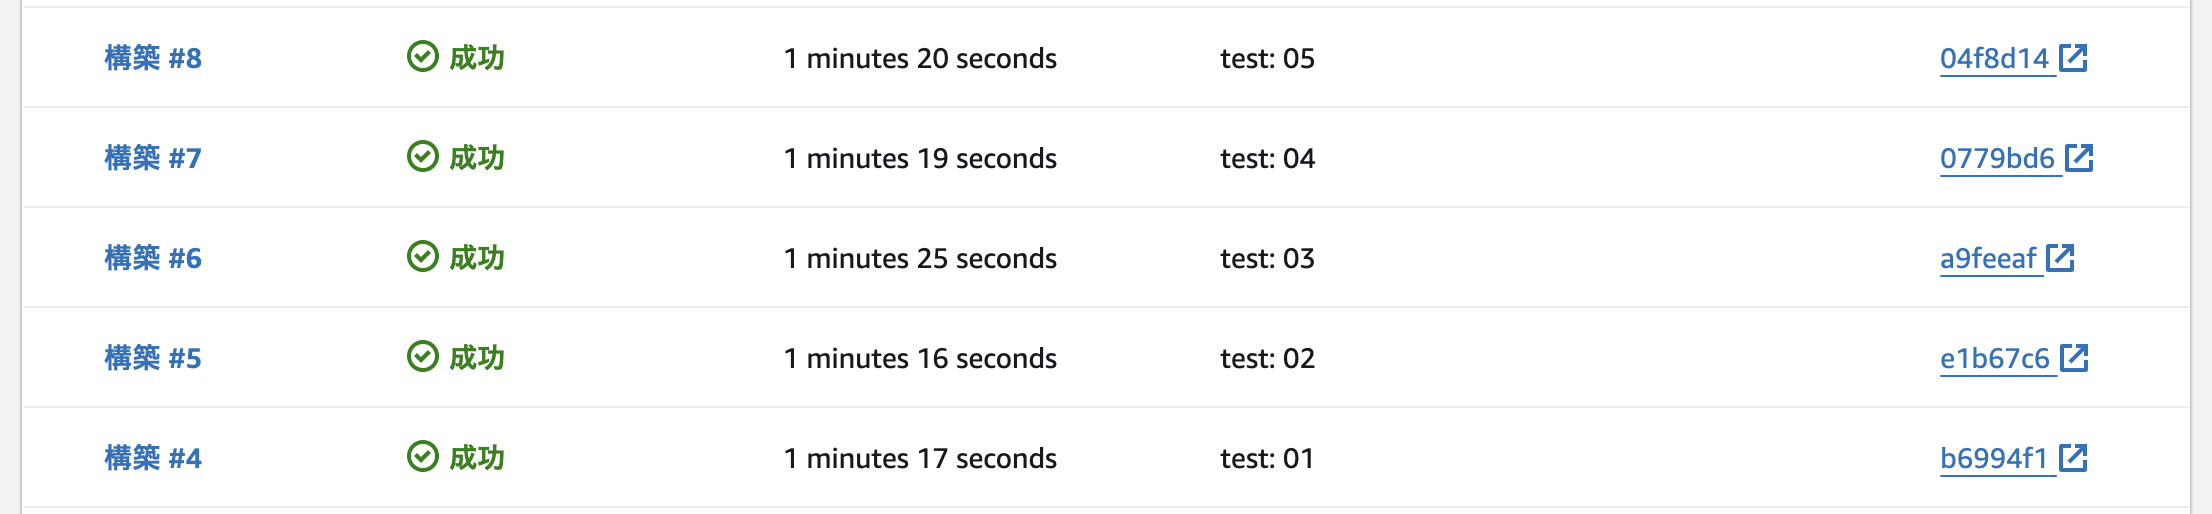 構築 #8 成功 1 minutes 20 seconds test: 05 04f8d14
構築 #7 成功 1 minutes 19 seconds test: 04 0779bd6
構築 #6 成功 1 minutes 25 seconds test: 03 a9feeaf
構築 #5 成功 1 minutes 16 seconds test: 02 e1b67c6
構築 #4 成功 1 minutes 17 seconds test: 01 b6994f1